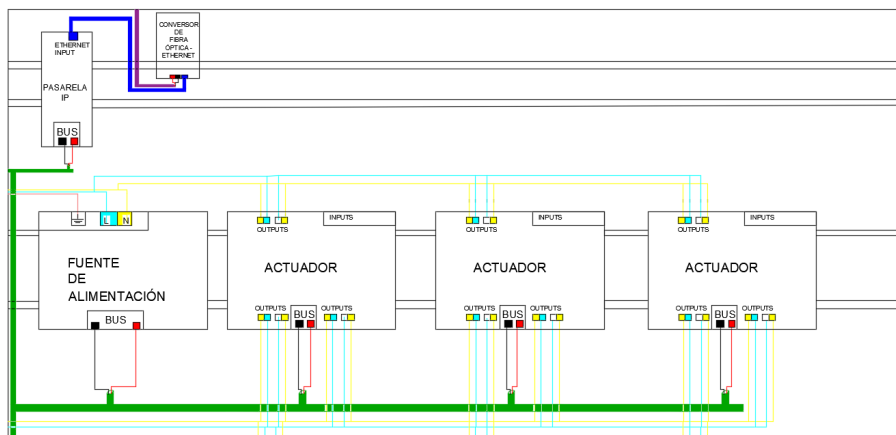 CONVERSOR
DE
FIBRA
ÓPTICA -
ETHERNET
ETHERNET
INPUT
PASARELA
IP
BUS
L
N
FUENTE
DE
ALIMENTACIÓN
BUS
INPUTS
OUTPUTS
ACTUADOR
OUTPUTS
BUS
OUTPUTS
INPUTS
OUTPUTS
ACTUADOR
OUTPUTS
BUS
OUTPUTS
INPUTS
OUTPUTS
ACTUADOR
OUTPUTS
BUS
OUTPUTS